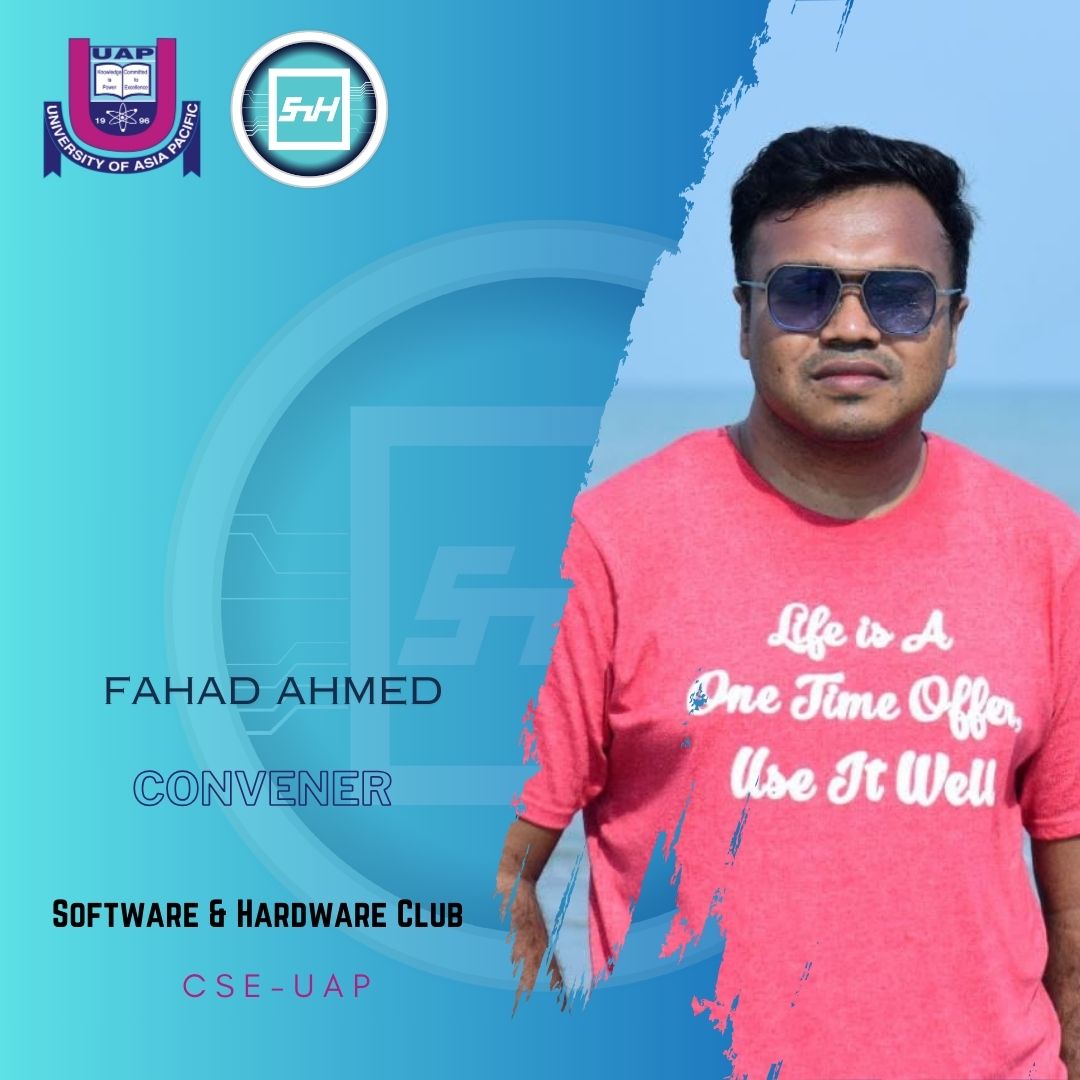 UAP
Knowledge is Power
Committed to Excellence
19 96
UNIVERSITY OF ASIA PACIFIC
SNH
FAHAD AHMED
CONVENER
SOFTWARE & HARDWARE CLUB
CSE-UAP
Life is A
One Time Offer,
Use It Well